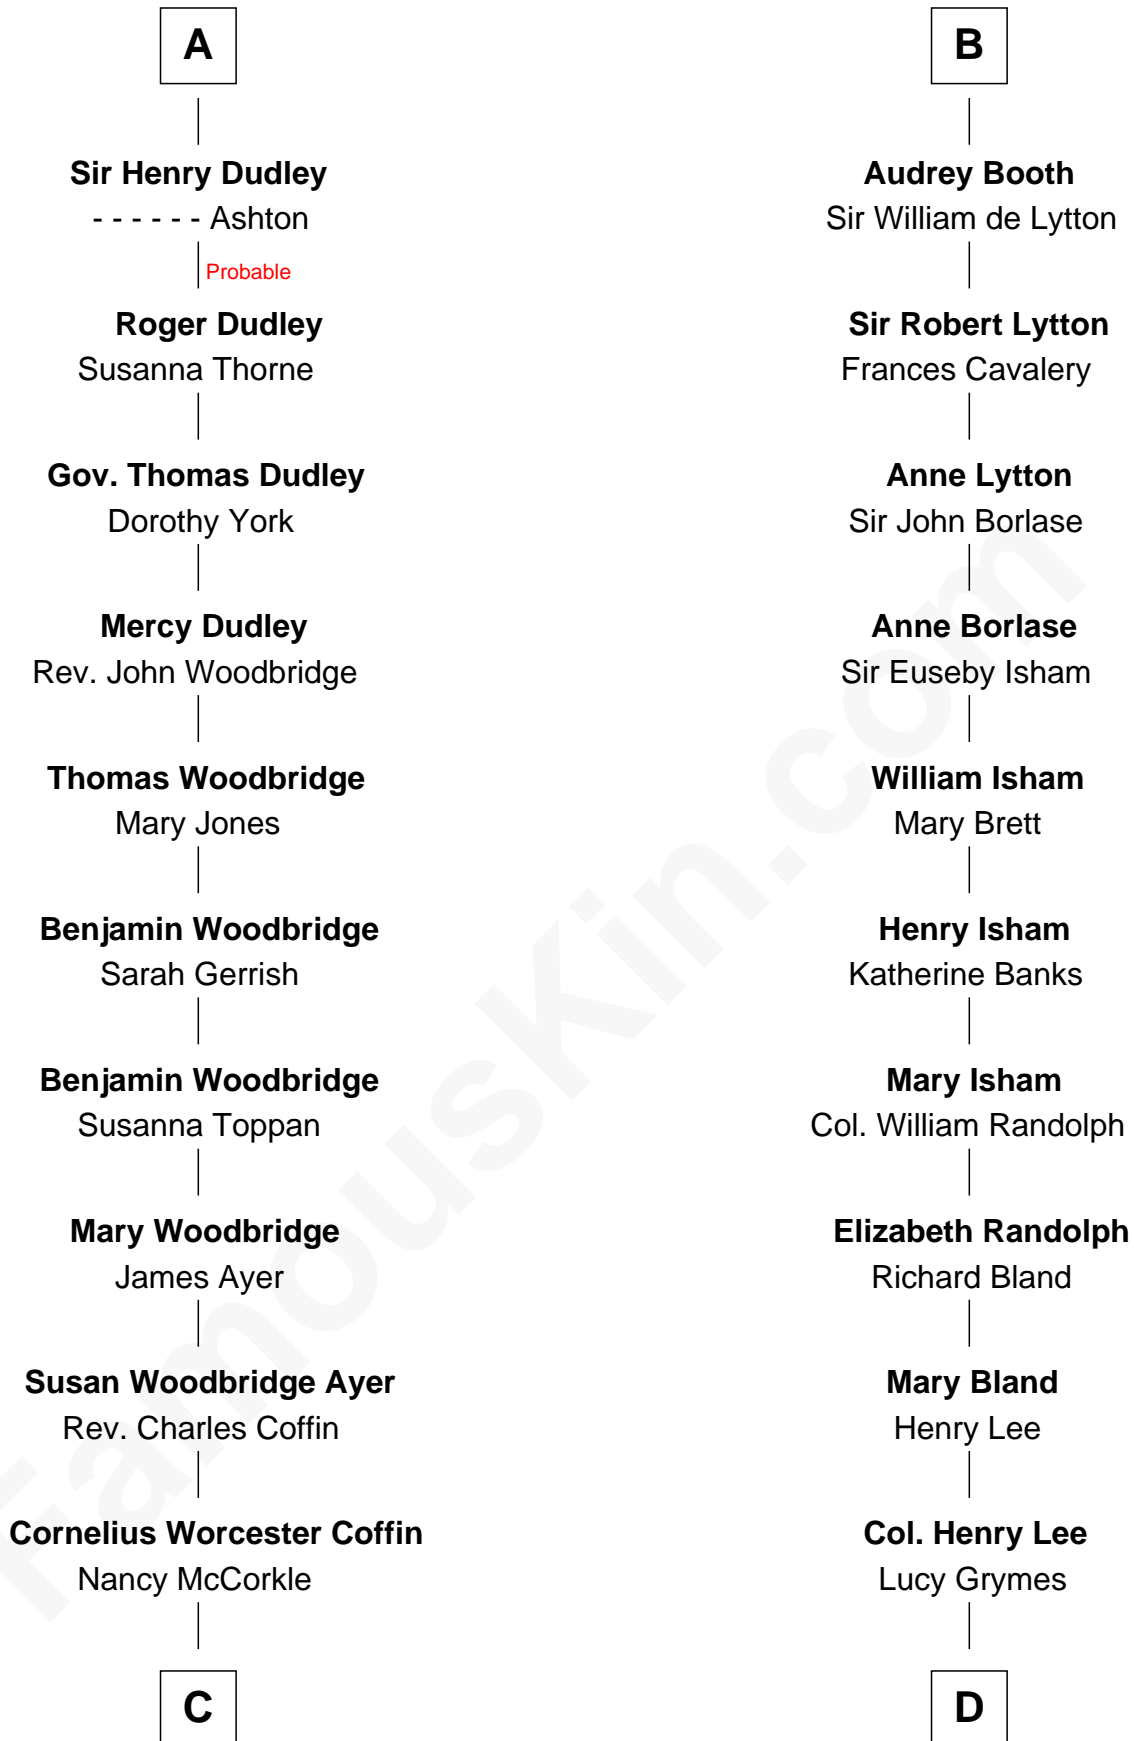 A
Sir Henry Dudley
- - - - - - Ashton
Probable
Roger Dudley
Susanna Thorne
Gov. Thomas Dudley
Dorothy York
Mercy Dudley
Rev. John Woodbridge
Thomas Woodbridge
Mary Jones
Benjamin Woodbridge
Sarah Gerrish
Benjamin Woodbridge
Susanna Toppan
Mary Woodbridge
James Ayer
Susan Woodbridge Ayer
Rev. Charles Coffin
Cornelius Worcester Coffin
Nancy McCorkle
C
B
Audrey Booth
Sir William de Lytton
Sir Robert Lytton
Frances Cavalery
Anne Lytton
Sir John Borlase
Anne Borlase
Sir Euseby Isham
William Isham
Mary Brett
Henry Isham
Katherine Banks
Mary Isham
Col. William Randolph
Elizabeth Randolph
Richard Bland
Mary Bland
Henry Lee
Col. Henry Lee
Lucy Grymes
D
FamousKin.com